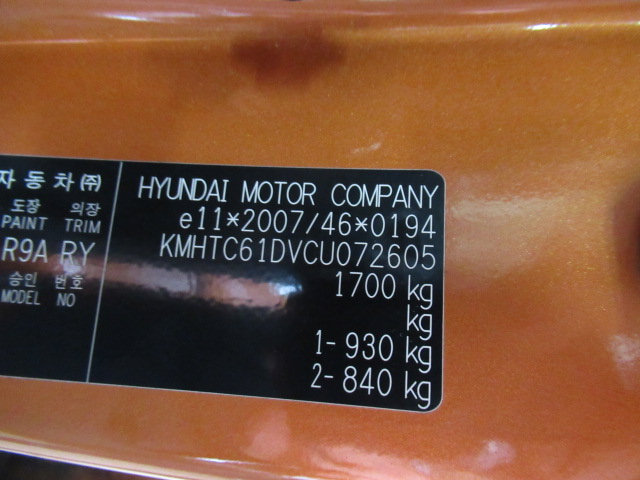 자동차㈜
도장 의장
PAINT TRIM
R9A RY
승인 번호
MODEL NO
HYUNDAI MOTOR COMPANY
e11*2007/46*0194
KMHTC61DVCU072605
1700 kg
kg
1- 930 kg
2- 840 kg